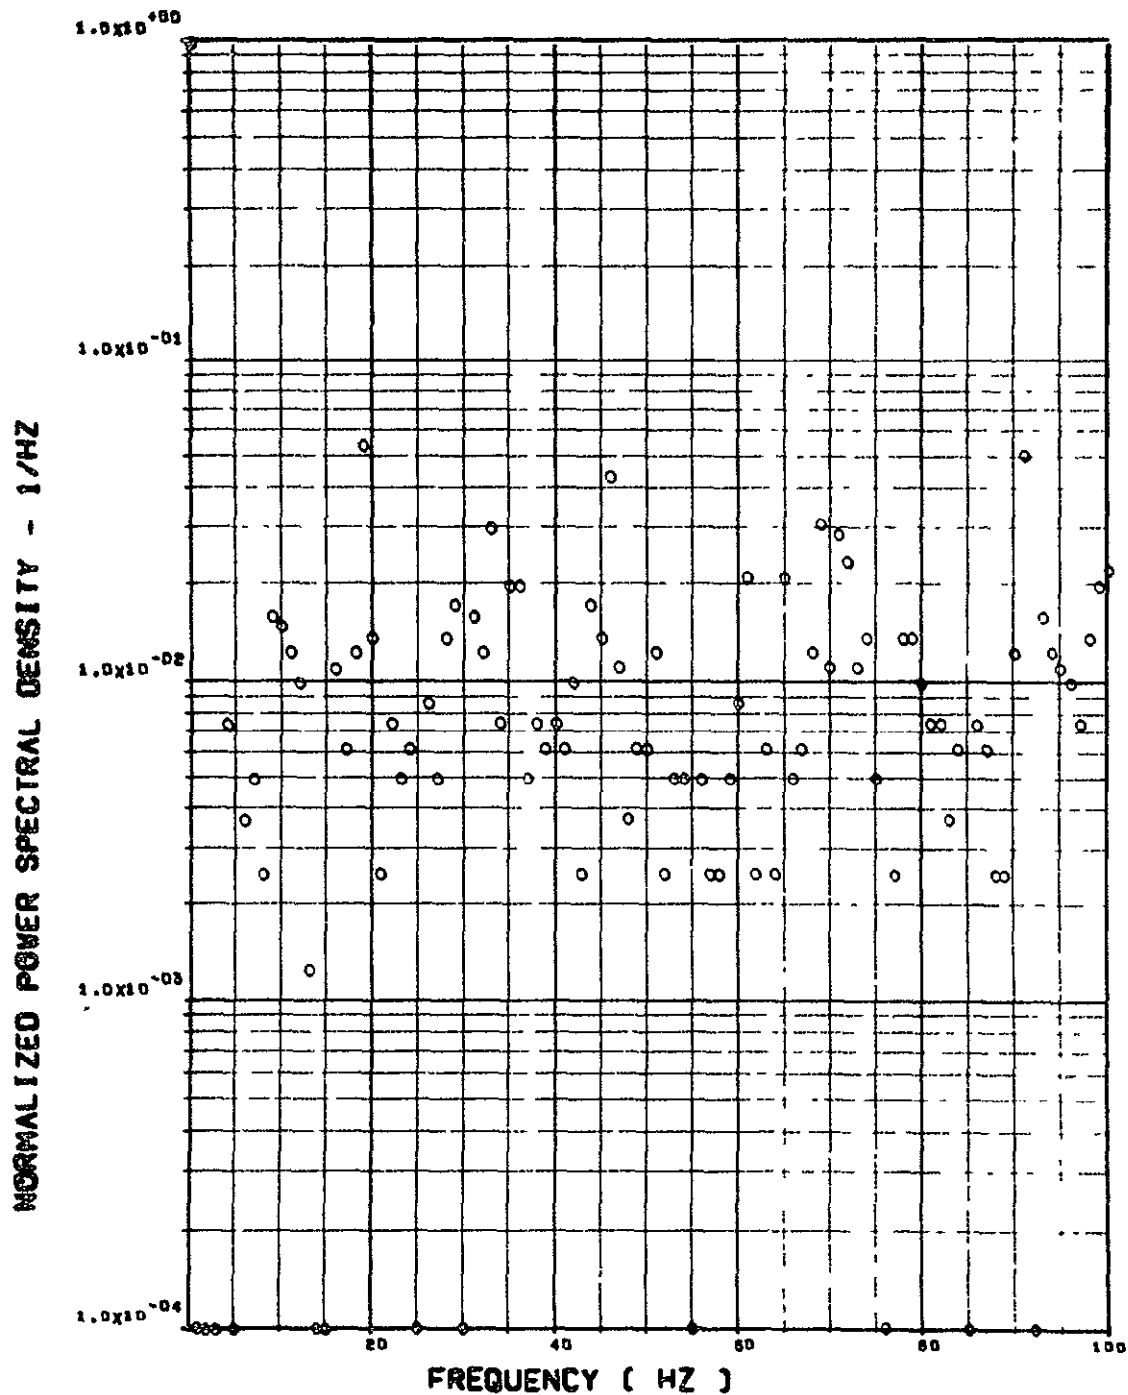 1.0X10+00
1.0X10-01
1.0X10-02
1.0X10-03
1.0X10-04
NORMALIZED POWER SPECTRAL DENSITY - 1/HZ
20 40 60 80 100
FREQUENCY ( HZ )